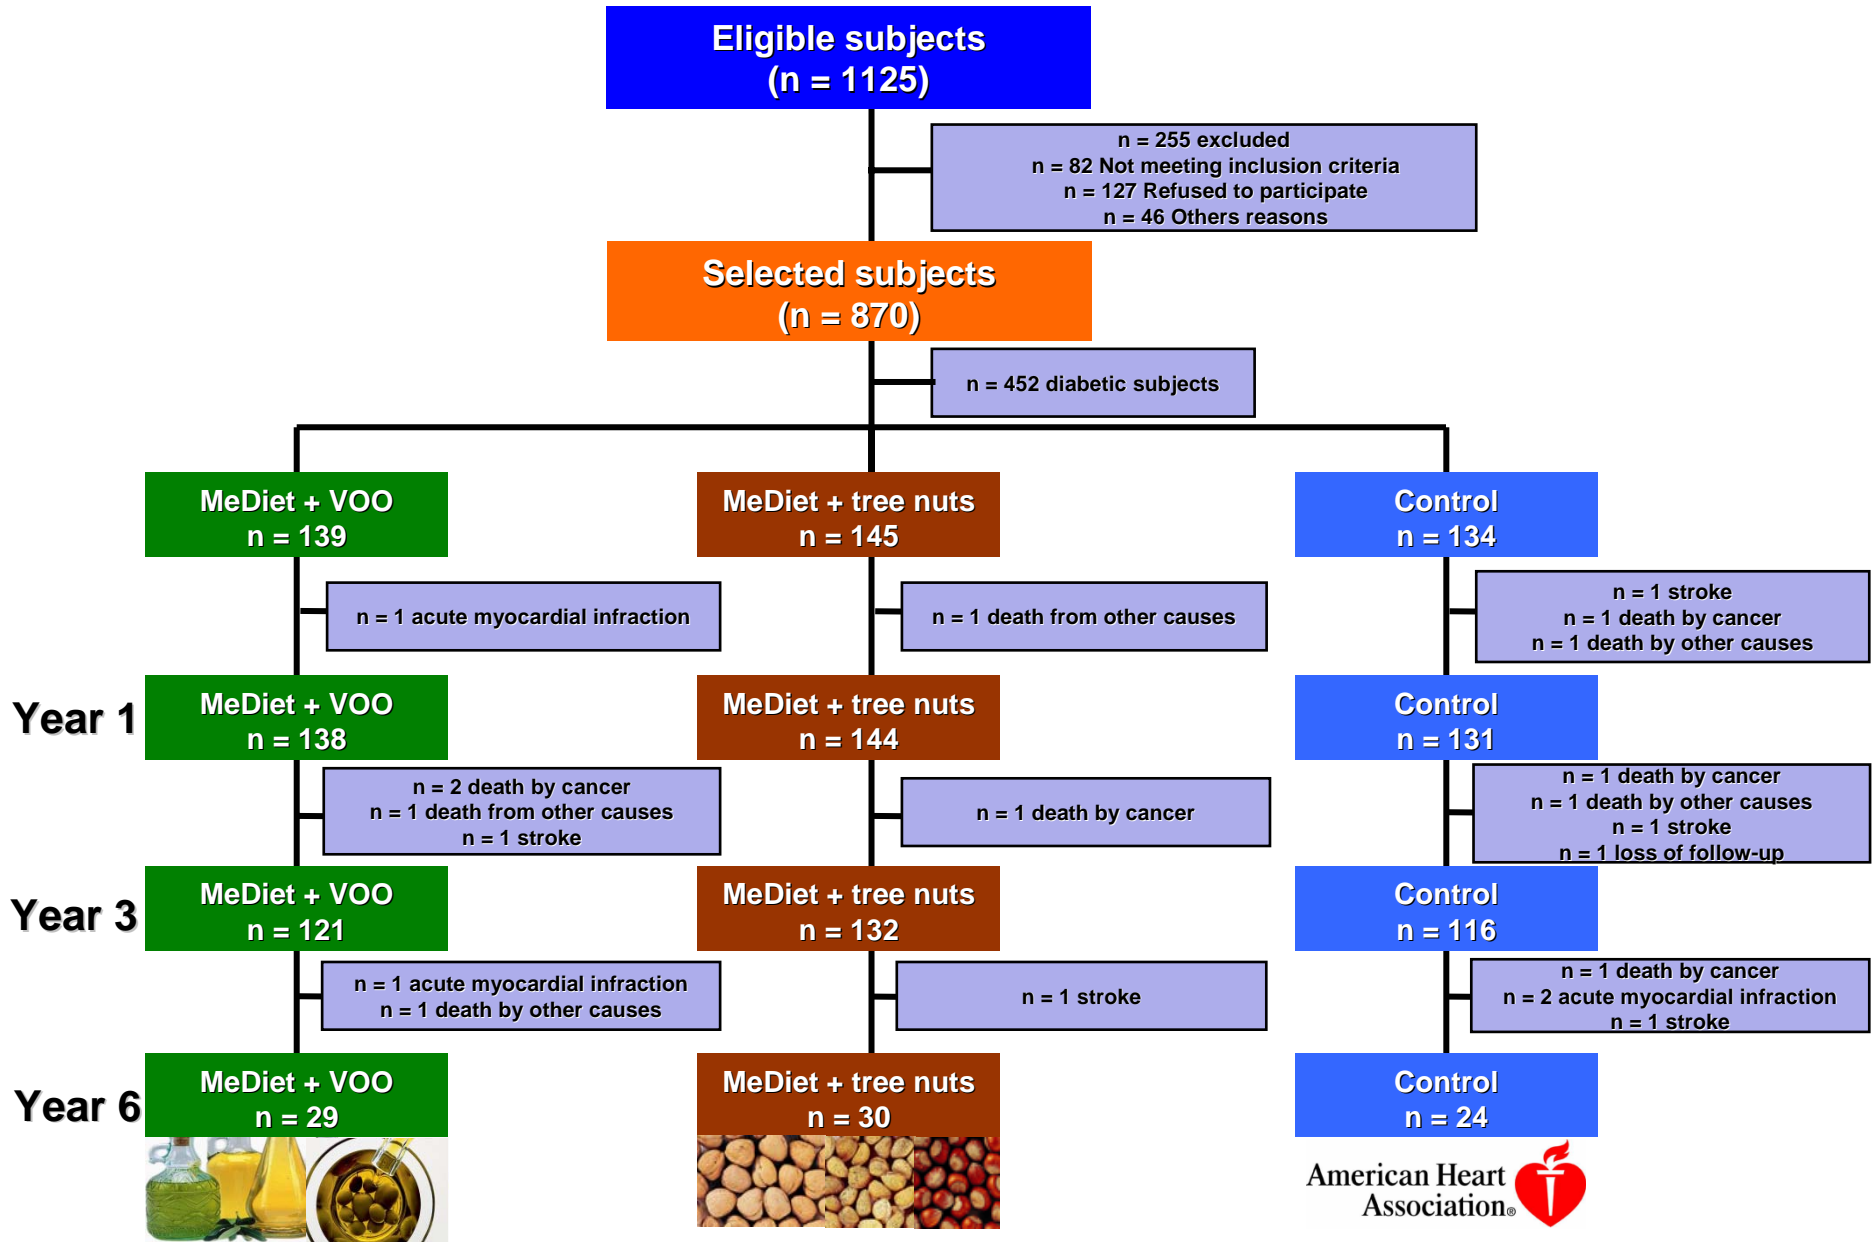 Eligible subjects
(n = 1125)
n = 255 excluded
n = 82 Not meeting inclusion criteria
n = 127 Refused to participate
n = 46 Others reasons
Selected subjects
(n = 870)
n = 452 diabetic subjects
MeDiet + VOO
n = 139
MeDiet + tree nuts
n = 145
Control
n = 134
n = 1 acute myocardial infraction
n = 1 death from other causes
n = 1 stroke
n = 1 death by cancer
n = 1 death by other causes
Year 1
MeDiet + VOO
n = 138
MeDiet + tree nuts
n = 144
Control
n = 131
n = 2 death by cancer
n = 1 death from other causes
n = 1 stroke
n = 1 death by cancer
n = 1 death by cancer
n = 1 death by other causes
n = 1 stroke
n = 1 loss of follow-up
Year 3
MeDiet + VOO
n = 121
MeDiet + tree nuts
n = 132
Control
n = 116
n = 1 acute myocardial infraction
n = 1 death by other causes
n = 1 stroke
n = 1 death by cancer
n = 2 acute myocardial infraction
n = 1 stroke
Year 6
MeDiet + VOO
n = 29
MeDiet + tree nuts
n = 30
Control
n = 24
American Heart
Association®